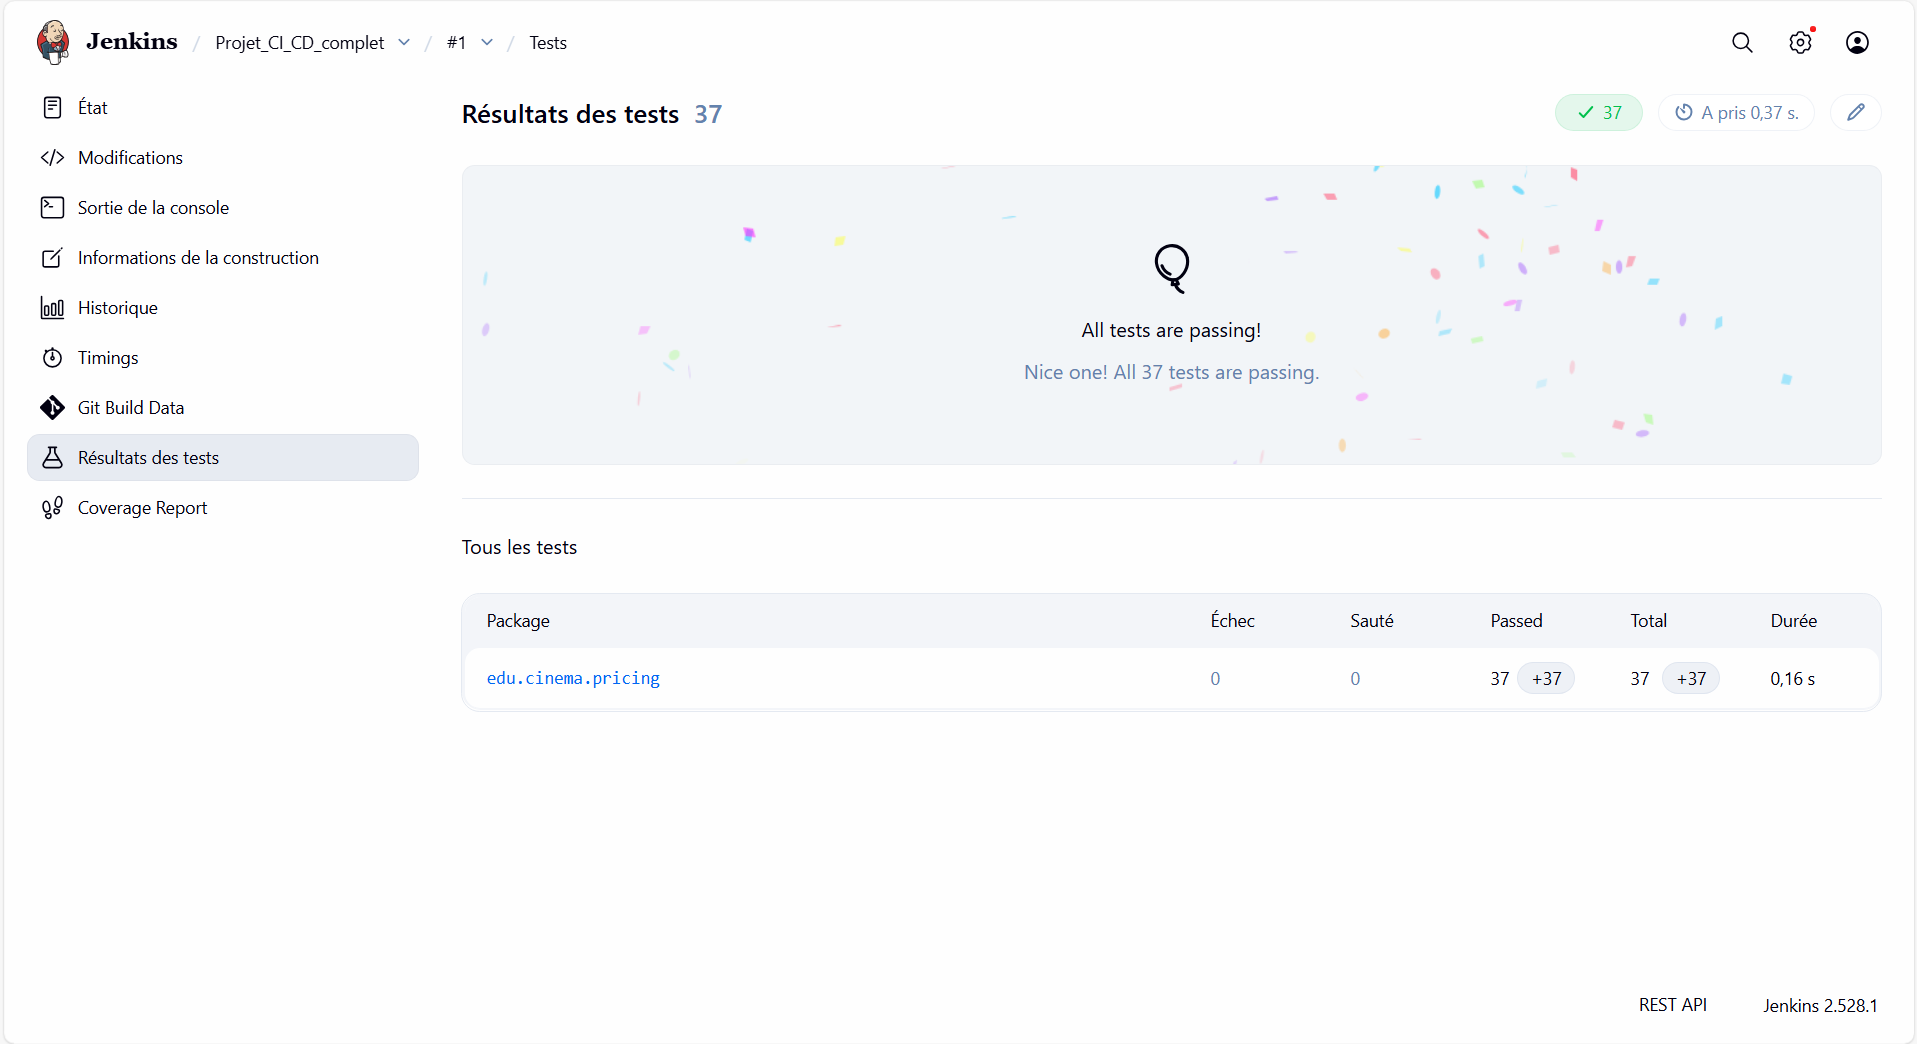 Jenkins / Projet_CI_CD_complet / #1 / Tests
État
Modifications
Sortie de la console
Informations de la construction
Historique
Timings
Git Build Data
Résultats des tests
Coverage Report
Résultats des tests 37
37
A pris 0,37 s.
All tests are passing!
Nice one! All 37 tests are passing.
Tous les tests
Package Échec Sauté Passed Total Durée
edu.cinema.pricing 0 0 37 +37 37 +37 0,16 s
REST API Jenkins 2.528.1